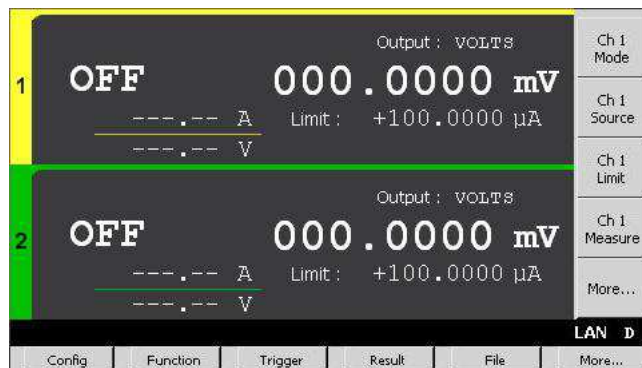 1
Output : VOLTS
OFF 000.0000 mV
---.-- A Limit : +100.0000 µA
---.-- V
2
Output : VOLTS
OFF 000.0000 mV
---.-- A Limit : +100.0000 µA
---.-- V
Ch 1
Mode
Ch 1
Source
Ch 1
Limit
Ch 1
Measure
More...
LAN D
Config Function Trigger Result File More...